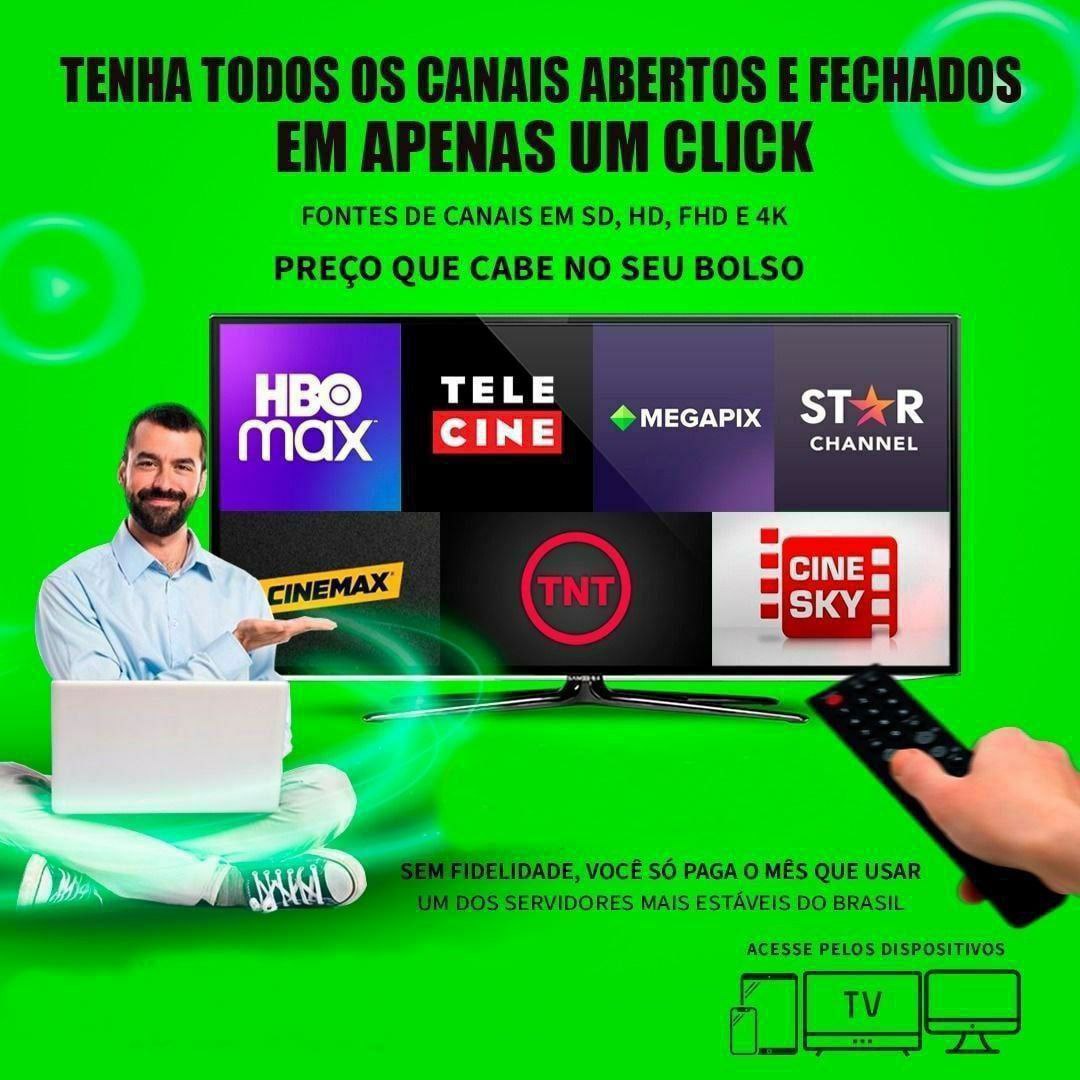 TENHA TODOS OS CANAIS ABERTOS E FECHADOS
EM APENAS UM CLICK
FONTES DE CANAIS EM SD, HD, FHD E 4K
PREÇO QUE CABE NO SEU BOLSO
HBO
max
TELE
CINE
MEGAPIX
STAR
CHANNEL
CINEMAX
TNT
CINE
SKY
SAMSUNG
SEM FIDELIDADE, VOCÊ SÓ PAGA O MÊS QUE USAR
UM DOS SERVIDORES MAIS ESTÁVEIS DO BRASIL
ACESSE PELOS DISPOSITIVOS
TV